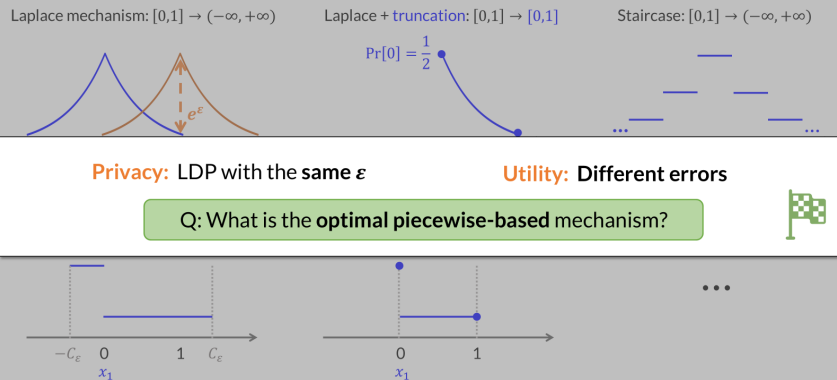 Laplace mechanism: [0,1] → (−∞, +∞)
Laplace + truncation: [0,1] → [0,1]
Staircase: [0,1] → (−∞, +∞)
Pr[0] = 1/2
e^ε
...
...
Privacy: LDP with the same ε
Utility: Different errors
Q: What is the optimal piecewise-based mechanism?
...
−C_ε 0 1 C_ε
x₁
0 1
x₁